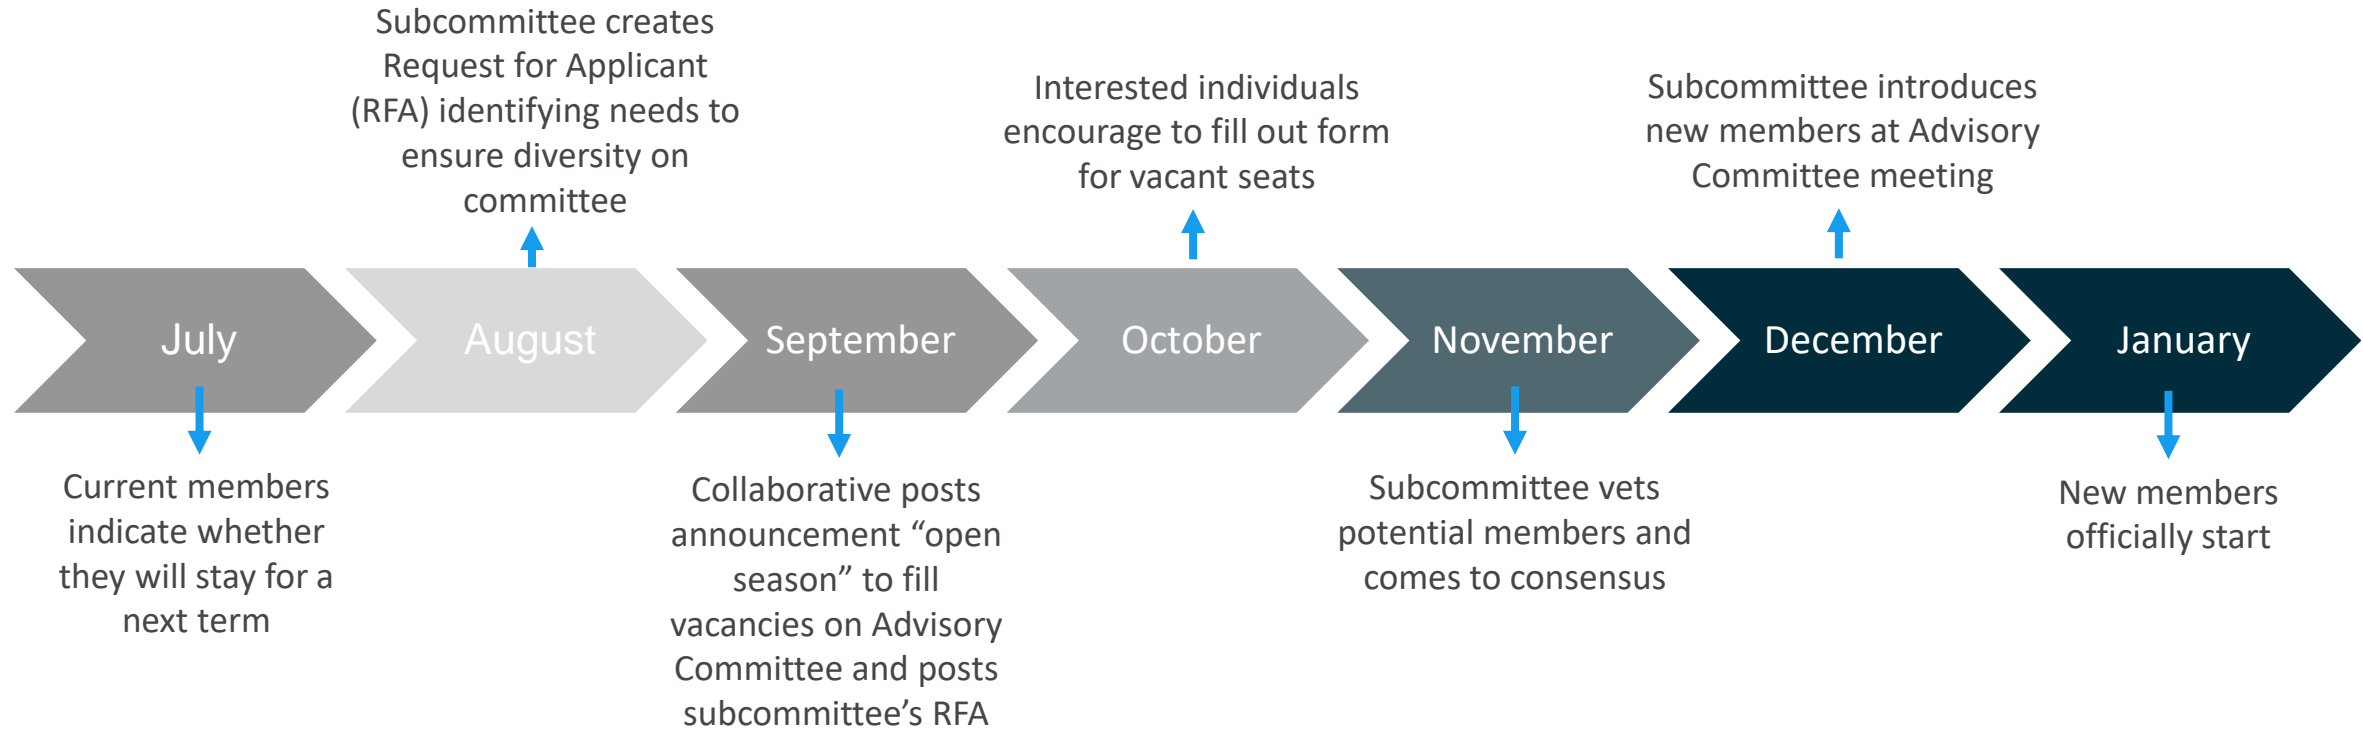 Subcommittee creates
Request for Applicant
(RFA) identifying needs to
ensure diversity on
committee
Interested individuals
encourage to fill out form
for vacant seats
Subcommittee introduces
new members at Advisory
Committee meeting
July
August
September
October
November
December
January
Current members
indicate whether
they will stay for a
next term
Collaborative posts
announcement “open
season” to fill
vacancies on Advisory
Committee and posts
subcommittee’s RFA
Subcommittee vets
potential members and
comes to consensus
New members
officially start